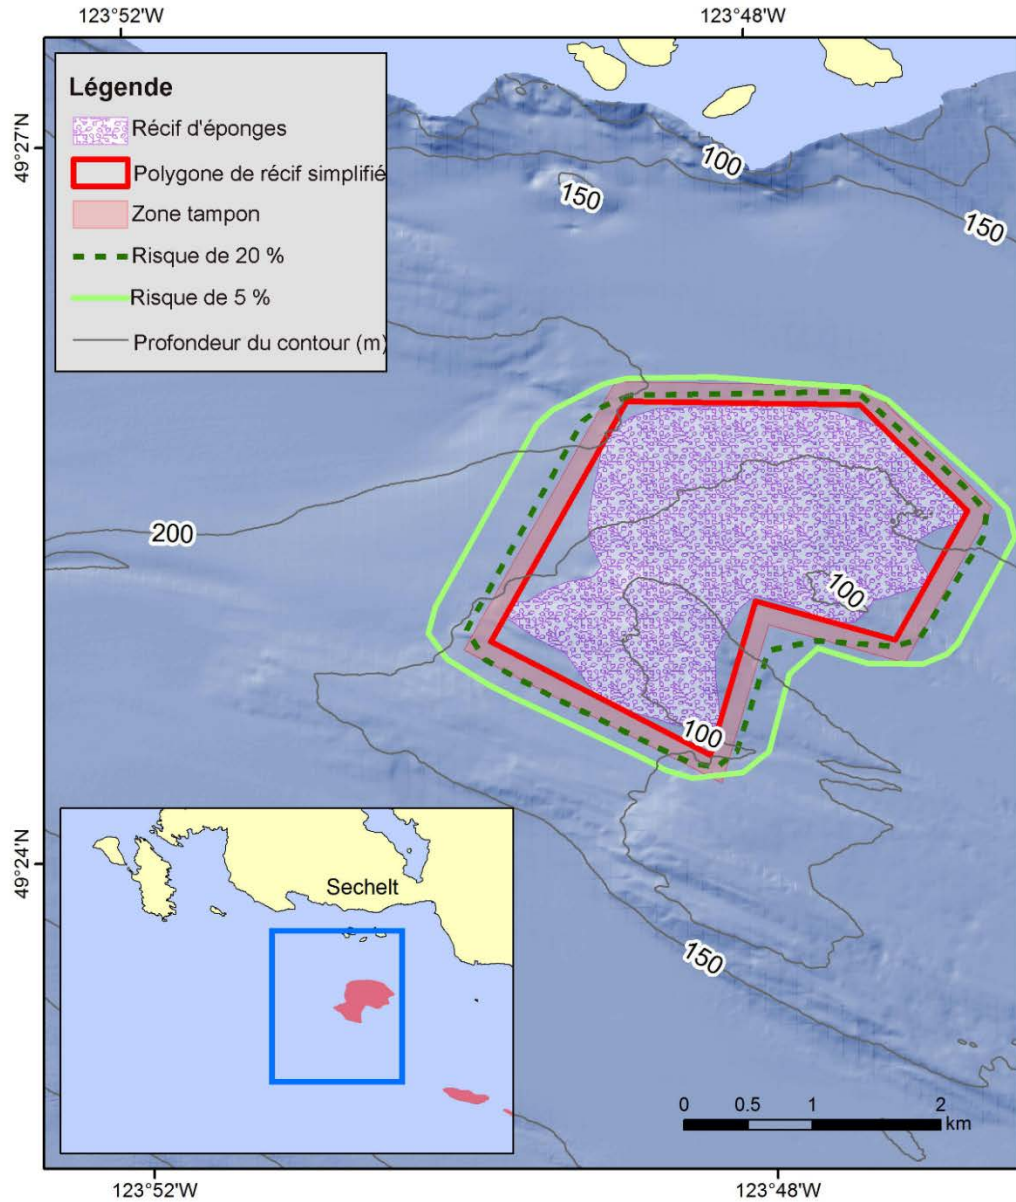 123°52'W
123°48'W
49°27'N
Légende
Récif d'éponges
Polygone de récif simplifié
Zone tampon
Risque de 20 %
Risque de 5 %
Profondeur du contour (m)
100
150
150
200
100
100
49°24'N
Sechelt
150
0 0.5 1 2
km
123°52'W
123°48'W